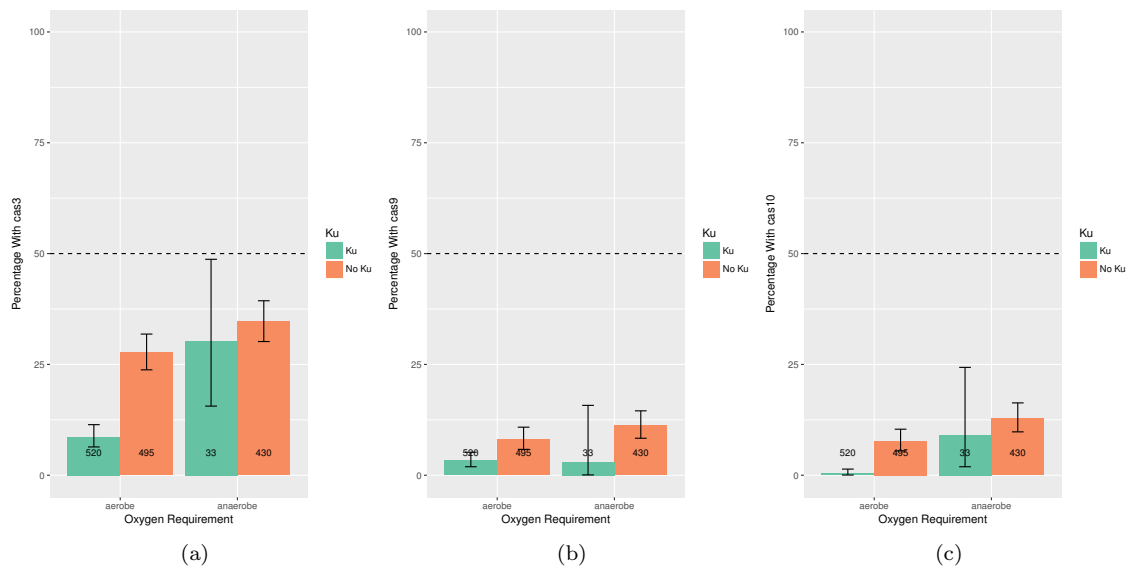 100
75
50
25
0
Percentage With cas3
520
495
33
430
aerobe
anaerobe
Oxygen Requirement
Ku
Ku
No Ku
(a)
100
75
50
25
0
Percentage With cas9
520
495
33
430
aerobe
anaerobe
Oxygen Requirement
Ku
Ku
No Ku
(b)
100
75
50
25
0
Percentage With cas10
520
495
33
430
aerobe
anaerobe
Oxygen Requirement
Ku
Ku
No Ku
(c)